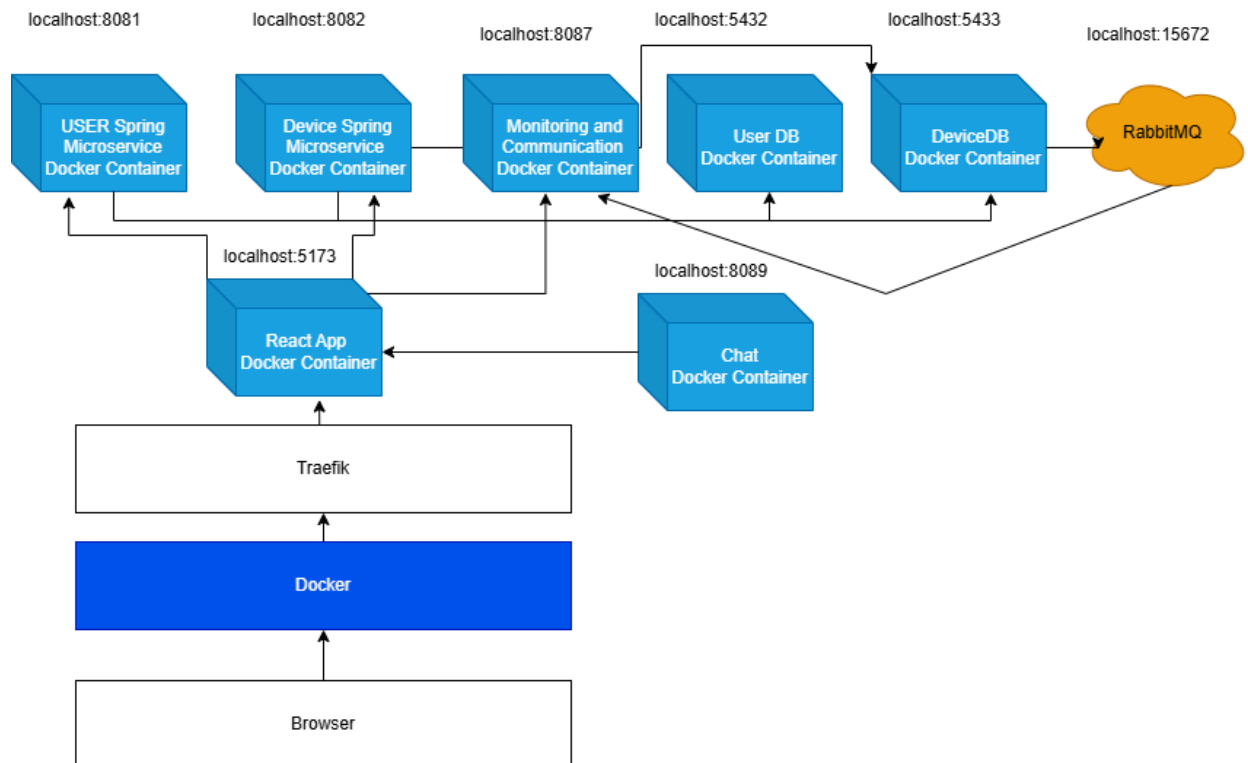 localhost:8081
localhost:8082
localhost:8087
localhost:5432
localhost:5433
localhost:15672
USER Spring
Microservice
Docker Container
Device Spring
Microservice
Docker Container
Monitoring and
Communication
Docker Container
User DB
Docker Container
DeviceDB
Docker Container
RabbitMQ
localhost:5173
localhost:8089
React App
Docker Container
Chat
Docker Container
Traefik
Docker
Browser